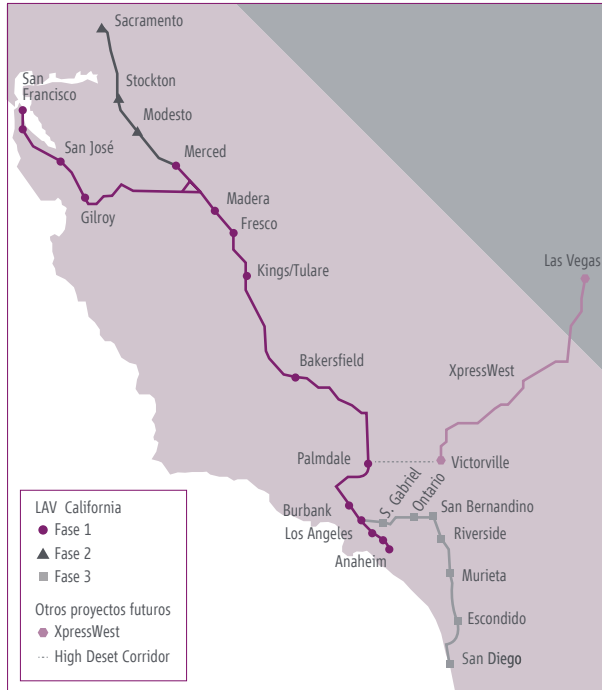 Sacramento
San
Francisco
Stockton
Modesto
San José
Merced
Gilroy
Madera
Fresco
Kings/Tulare
Las Vegas
Bakersfield
XpressWest
Palmdale
Victorville
S. Gabriel
Ontario
Burbank
San Bernandino
Los Angeles
Riverside
Anaheim
Murieta
Escondido
San Diego
LAV California
Fase 1
Fase 2
Fase 3
Otros proyectos futuros
XpressWest
High Deset Corridor